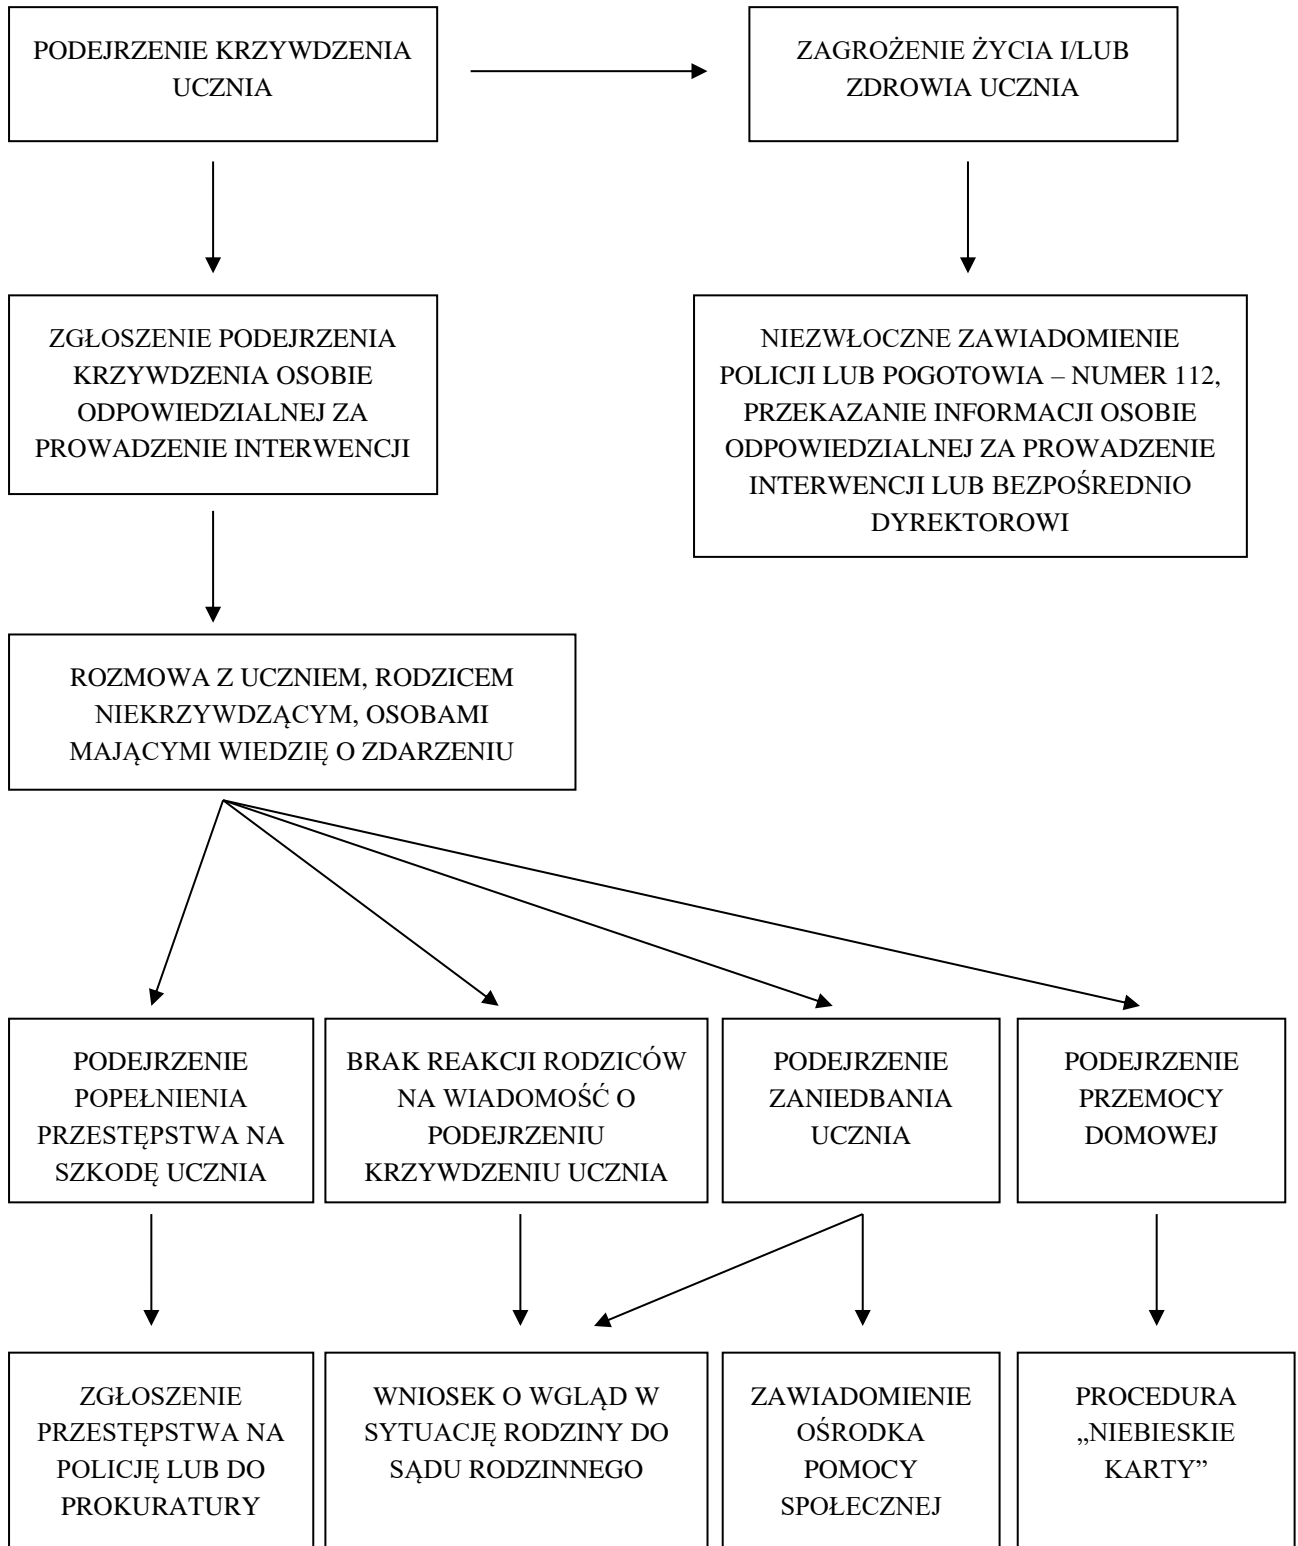 PODEJRZENIE KRZYWDZENIA
UCZNIA
ZAGROŻENIE ŻYCIA I/LUB
ZDROWIA UCZNIA
ZGŁOSZENIE PODEJRZENIA
KRZYWDZENIA OSOBIE
ODPOWIEDZIALNEJ ZA
PROWADZENIE INTERWENCJI
NIEZWŁOCZNE ZAWIADOMIENIE
POLICJI LUB POGOTOWIA – NUMER 112,
PRZEKAZANIE INFORMACJI OSOBIE
ODPOWIEDZIALNEJ ZA PROWADZENIE
INTERWENCJI LUB BEZPOŚREDNIO
DYREKTOROWI
ROZMOWA Z UCZNIEM, RODZICEM
NIEKRZYWDZĄCYM, OSOBAMI
MAJĄCYMI WIEDZIĘ O ZDARZENIU
PODEJRZENIE
POPEŁNIENIA
PRZESTĘPSTWA NA
SZKODĘ UCZNIA
BRAK REAKCJI RODZICÓW
NA WIADOMOŚĆ O
PODEJRZENIU
KRZYWDZENIU UCZNIA
PODEJRZENIE
ZANIEDBANIA
UCZNIA
PODEJRZENIE
PRZEMOCY
DOMOWEJ
ZGŁOSZENIE
PRZESTĘPSTWA NA
POLICJĘ LUB DO
PROKURATURY
WNIOSEK O WGLĄD W
SYTUACJĘ RODZINY DO
SĄDU RODZINNEGO
ZAWIADOMIENIE
OŚRODKA
POMOCY
SPOŁECZNEJ
PROCEDURA
„NIEBIESKIE
KARTY”